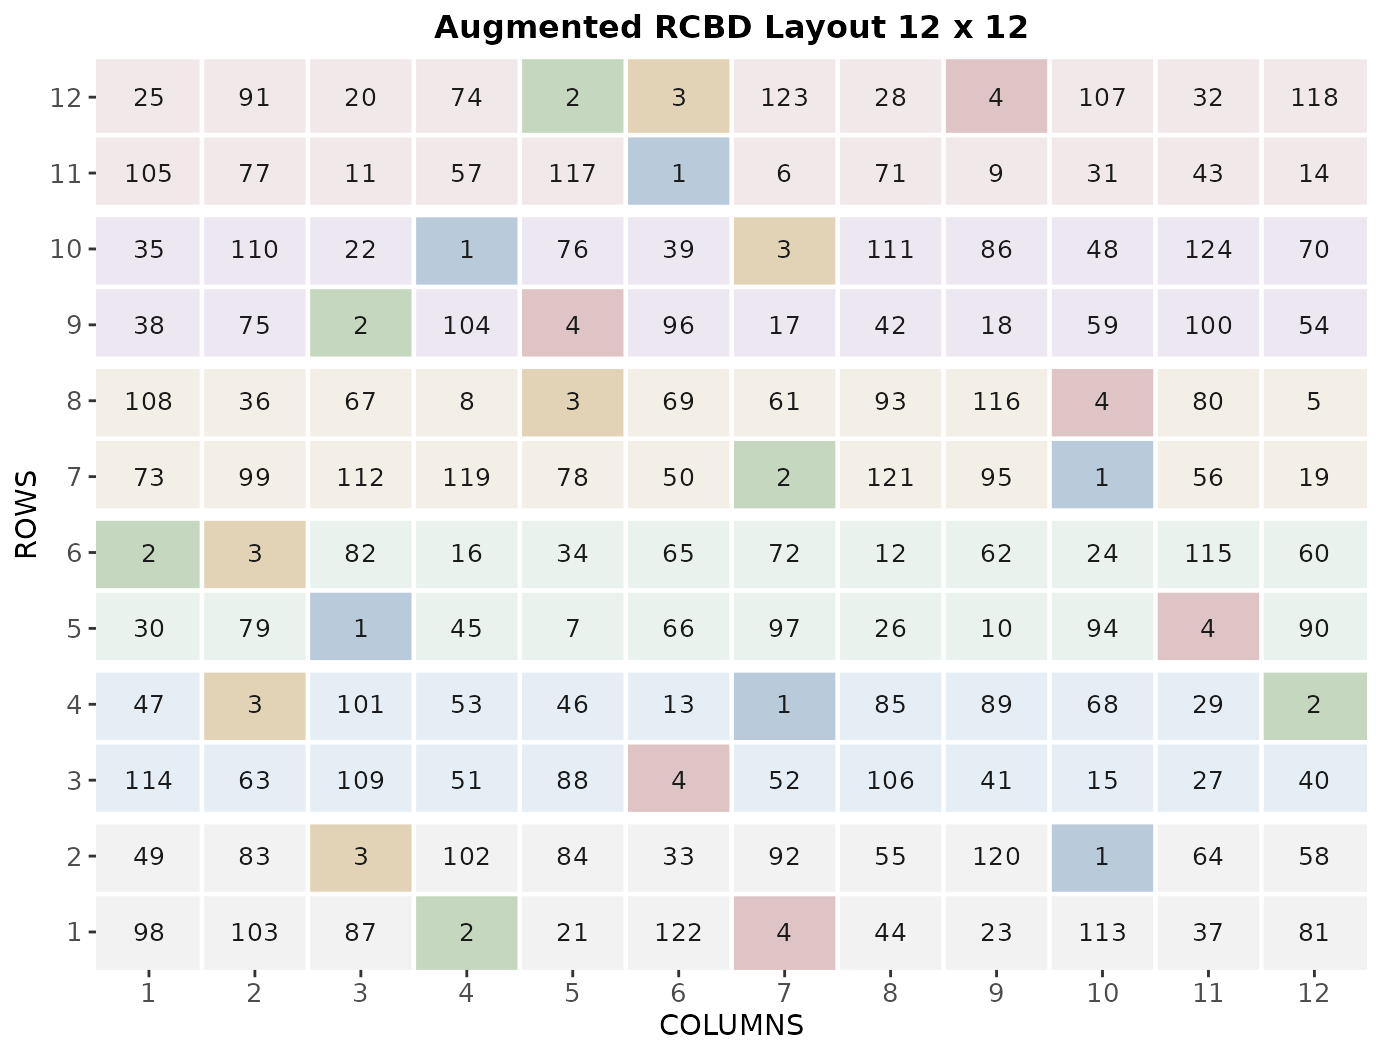 Augmented RCBD Layout 12 x 12
12 25 91 20 74 2 3 123 28 4 107 32 118
11 105 77 11 57 117 1 6 71 9 31 43 14
10 35 110 22 1 76 39 3 111 86 48 124 70
9 38 75 2 104 4 96 17 42 18 59 100 54
8 108 36 67 8 3 69 61 93 116 4 80 5
7 73 99 112 119 78 50 2 121 95 1 56 19
6 2 3 82 16 34 65 72 12 62 24 115 60
5 30 79 1 45 7 66 97 26 10 94 4 90
4 47 3 101 53 46 13 1 85 89 68 29 2
3 114 63 109 51 88 4 52 106 41 15 27 40
2 49 83 3 102 84 33 92 55 120 1 64 58
1 98 103 87 2 21 122 4 44 23 113 37 81
1 2 3 4 5 6 7 8 9 10 11 12
COLUMNS
ROWS